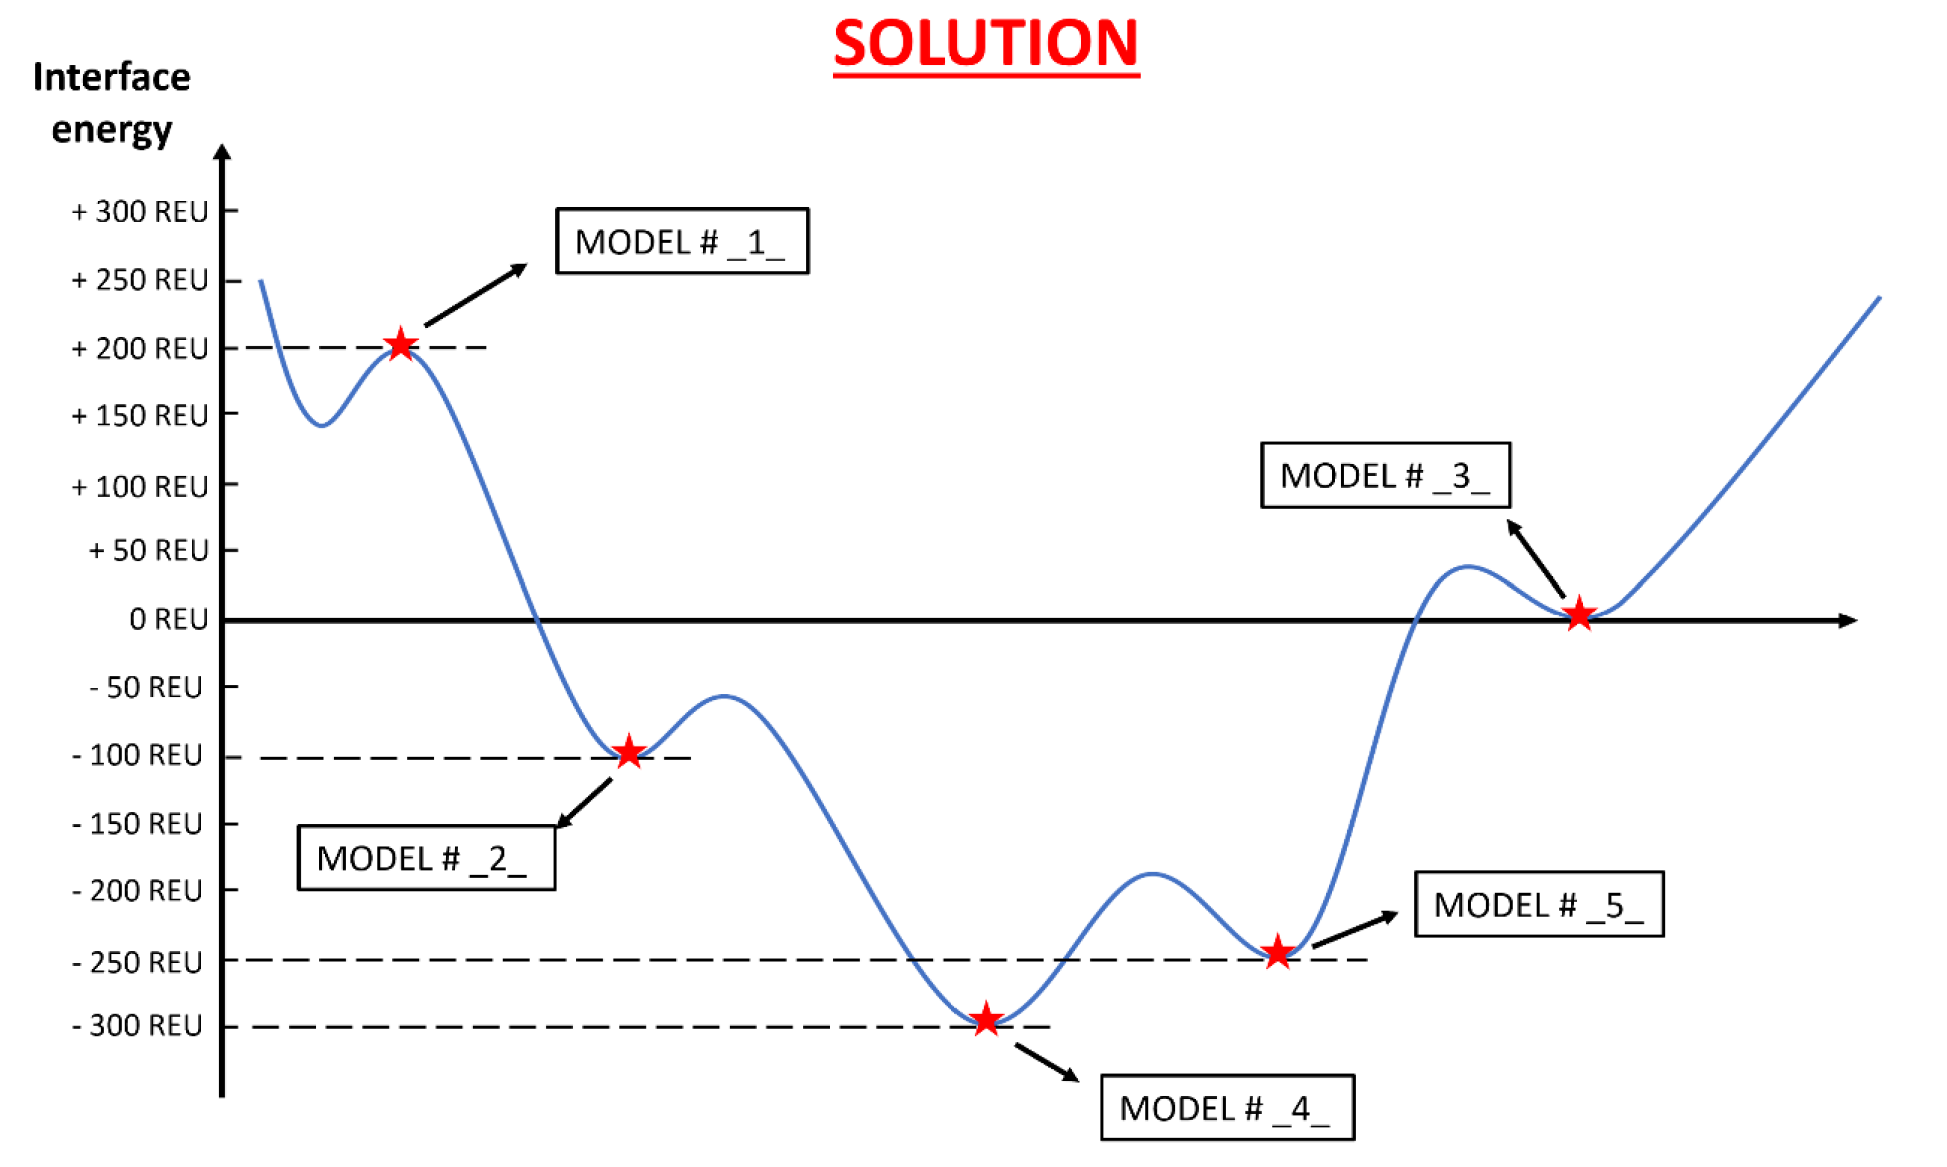 SOLUTION
Interface
energy
+ 300 REU
MODEL # _1_
+ 250 REU
+ 200 REU
+ 150 REU
MODEL # _3_
+ 100 REU
+ 50 REU
0 REU
- 50 REU
- 100 REU
- 150 REU
MODEL # _2_
- 200 REU
MODEL # _5_
- 250 REU
- 300 REU
MODEL # _4_